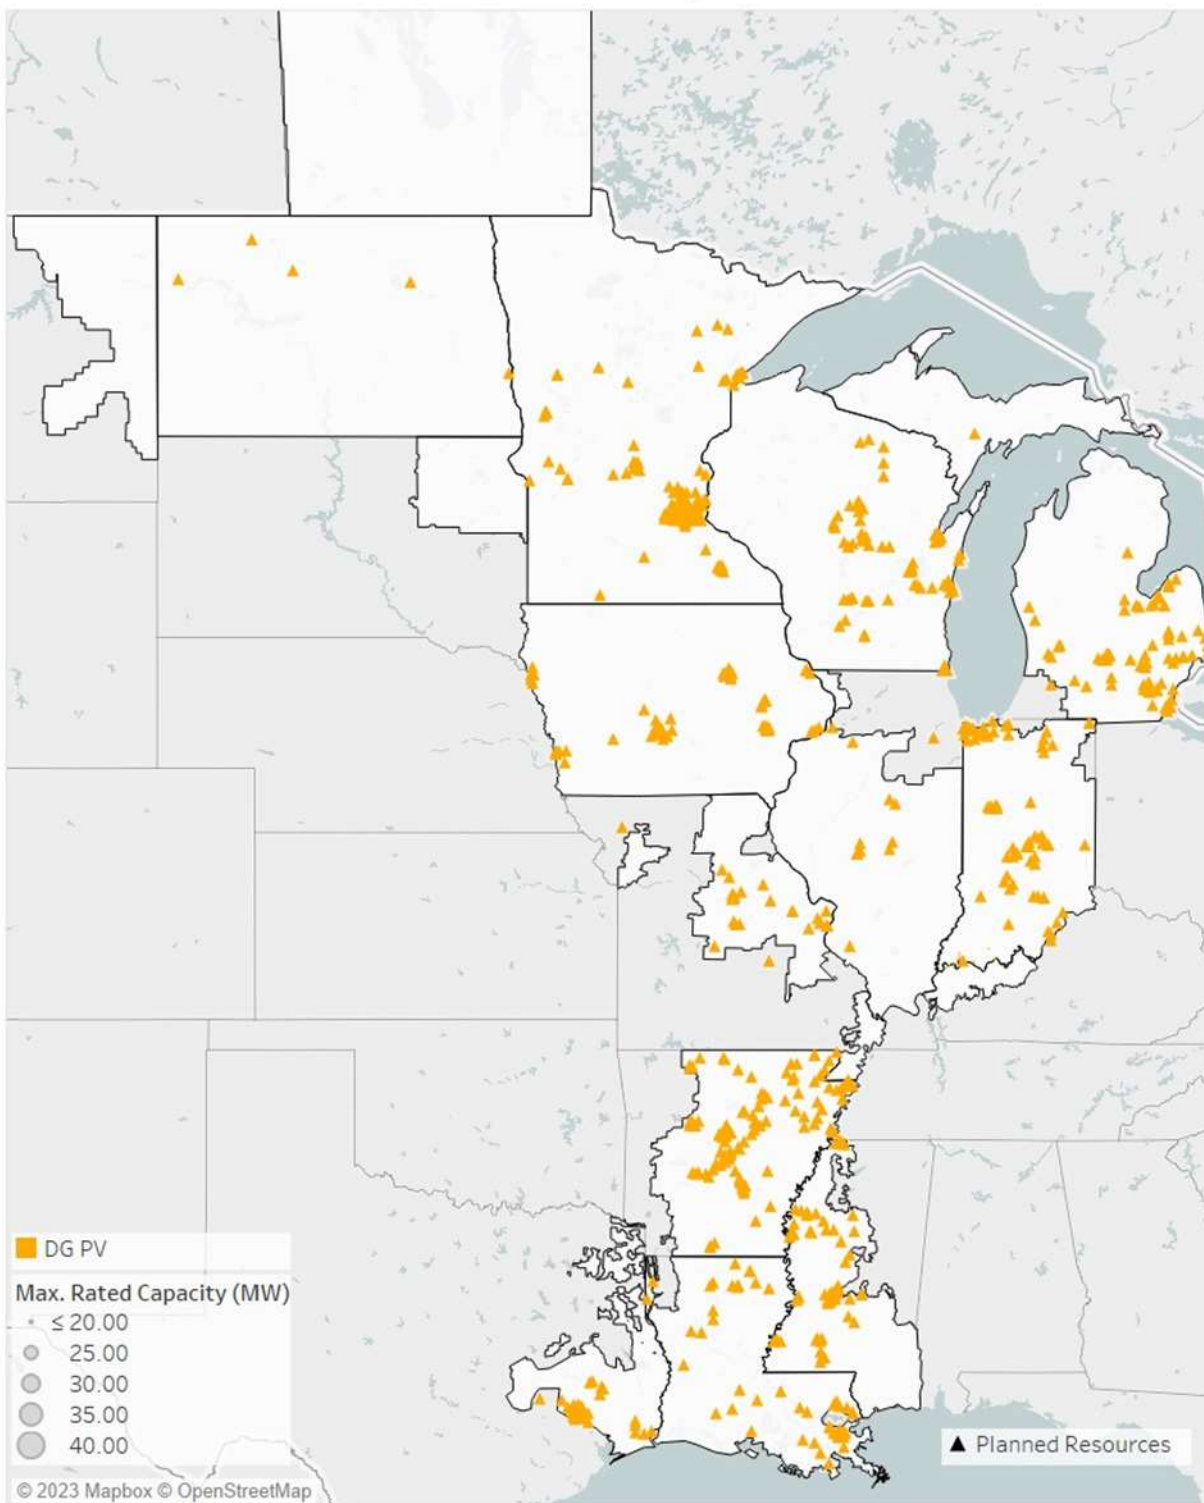 DG PV
Max. Rated Capacity (MW)
≤ 20.00
25.00
30.00
35.00
40.00
▲ Planned Resources
© 2023 Mapbox © OpenStreetMap